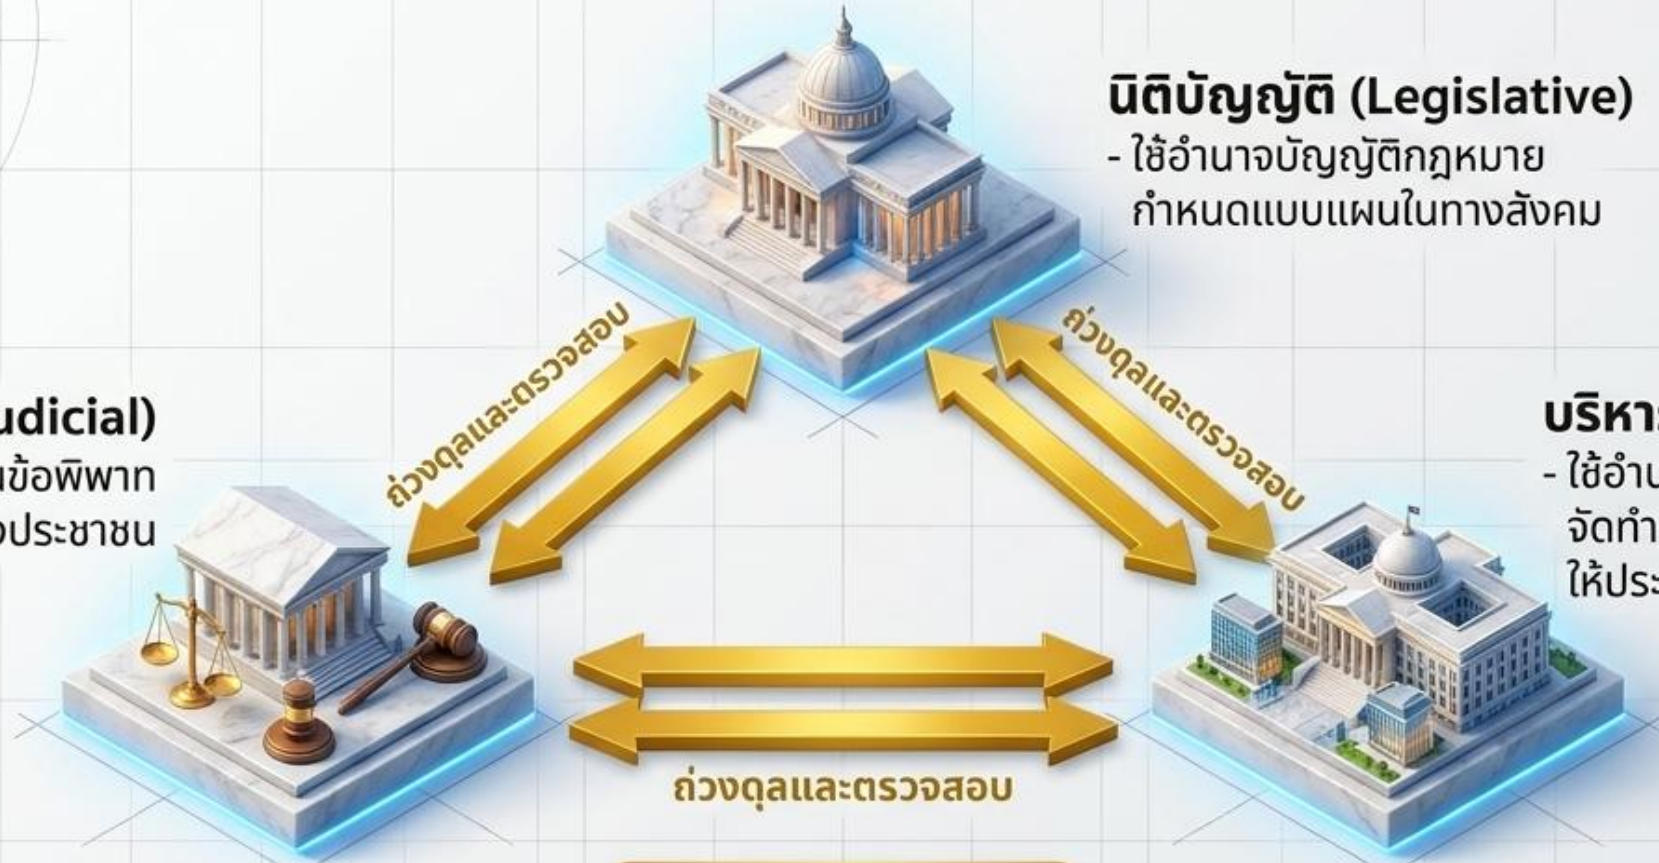 นิติบัญญัติ (Legislative)
- ใช้อำนาจบัญญัติกฎหมาย
กำหนดแบบแผนในทางสังคม
ถ่วงดุลและตรวจสอบ
ถ่วงดุลและตรวจสอบ
udicial)
นข้อพิพาท
ประชาชน
บริหา
- ใช้อำน
จัดทำ
ให้ประ
ถ่วงดุลและตรวจสอบ